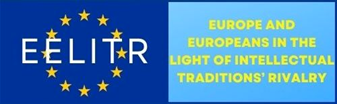 EELITR
EUROPE AND
EUROPEANS IN THE
LIGHT OF INTELLECTUAL
TRADITIONS' RIVALRY